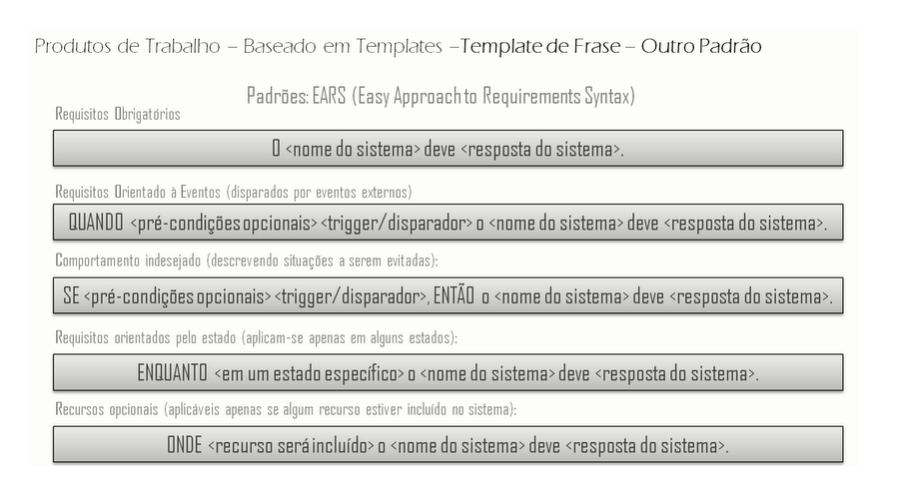 Produtos de Trabalho – Baseado em Templates –Template de Frase – Outro Padrão
Padrões: EARS (Easy Approach to Requirements Syntax)
Requisitos Obrigatórios
O <nome do sistema> deve <resposta do sistema>.
Requisitos Orientado à Eventos (disparados por eventos externos)
QUANDO <pré-condições opcionais> <trigger/disparador> o <nome do sistema> deve <resposta do sistema>.
Comportamento indesejado (descrevendo situações a serem evitadas):
SE <pré-condições opcionais> <trigger/disparador>, ENTÃO o <nome do sistema> deve <resposta do sistema>.
Requisitos orientados pelo estado (aplicam-se apenas em alguns estados):
ENQUANTO <em um estado específico> o <nome do sistema> deve <resposta do sistema>.
Recursos opcionais (aplicáveis apenas se algum recurso estiver incluído no sistema):
ONDE <recurso será incluído> o <nome do sistema> deve <resposta do sistema>.